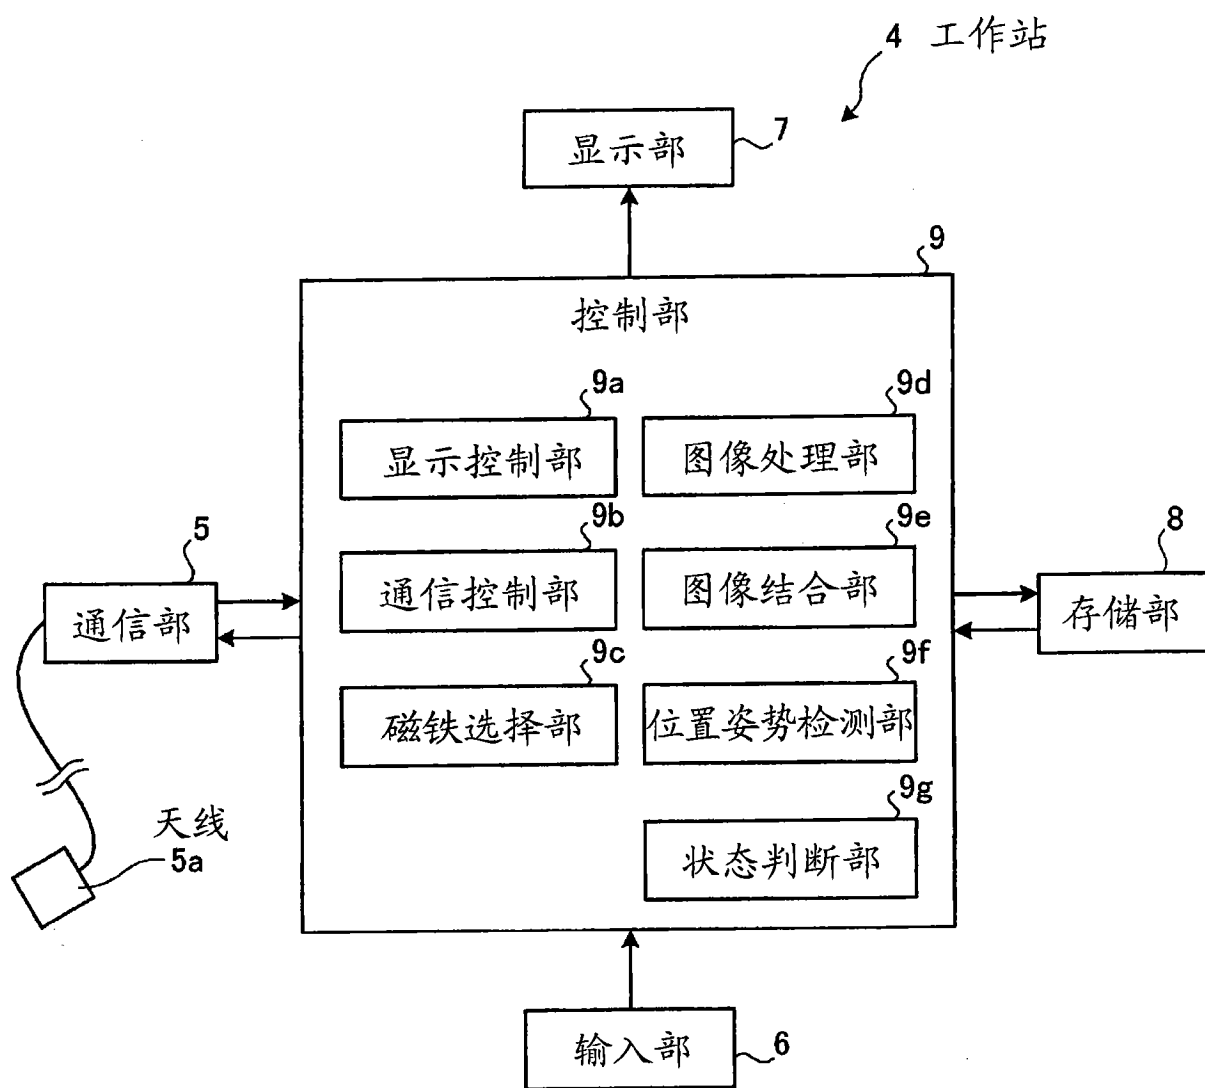 4 工作站
7
显示部
9
控制部
9a
9d
显示控制部
图像处理部
9b
9e
通信控制部
图像结合部
5
通信部
8
存储部
9c
9f
磁铁选择部
位置姿势检测部
9g
状态判断部
天线
5a
输入部
6